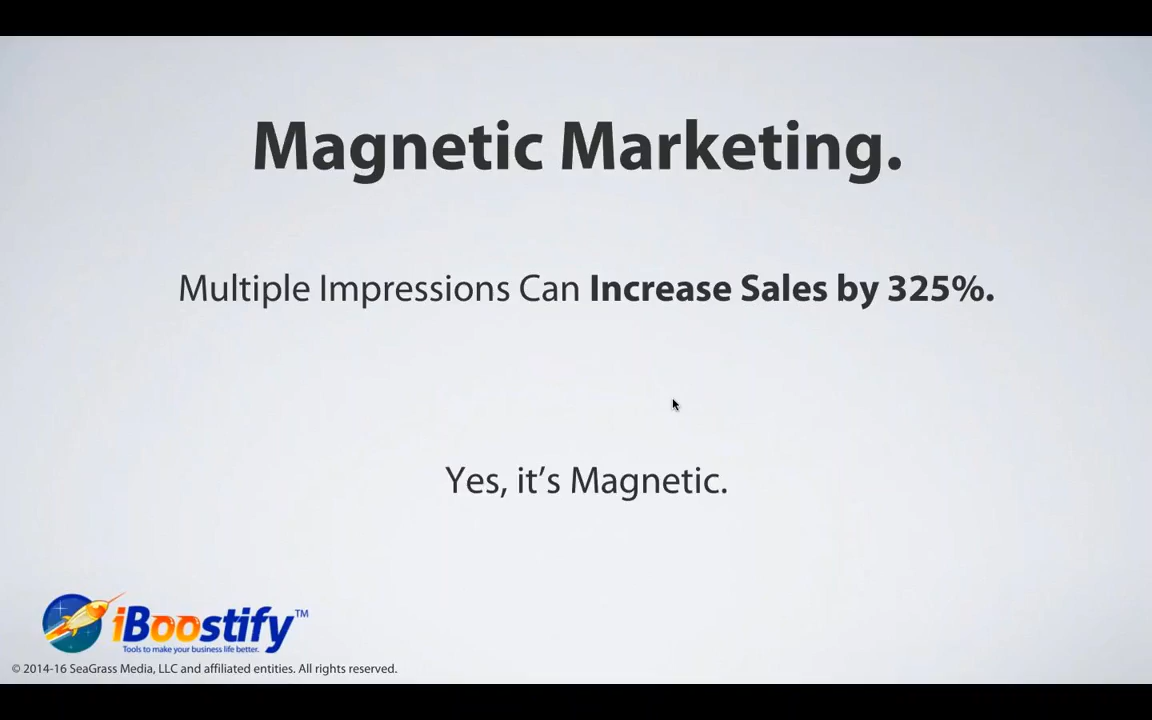 Magnetic Marketing.
Multiple Impressions Can Increase Sales by 325%.
Yes, it’s Magnetic.
iBoostify™
Tools to make your business life better.
© 2014-16 SeaGrass Media, LLC and affiliated entities. All rights reserved.